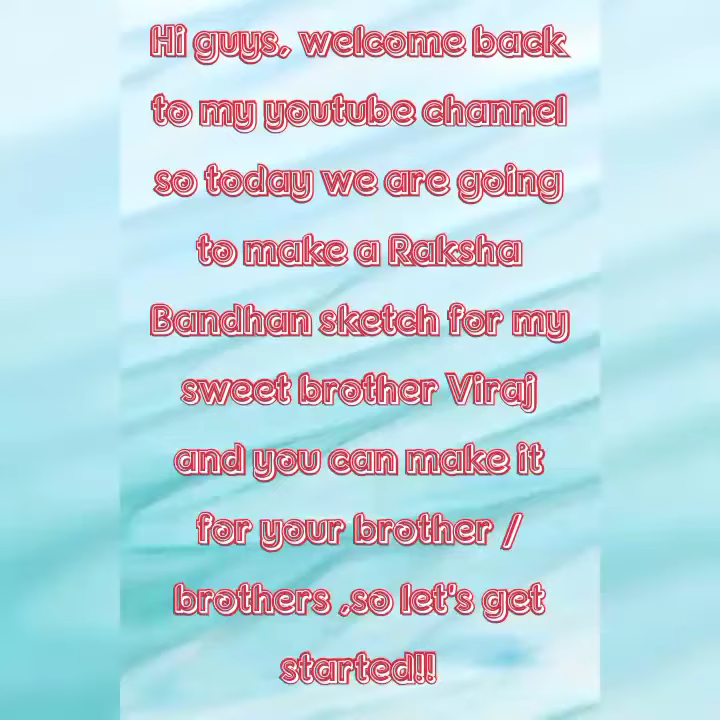 Hi guys, welcome back
to my youtube channel
so today we are going
to make a Raksha
Bandhan sketch for my
sweet brother Viraj
and you can make it
for your brother /
brothers ,so let's get
started!!